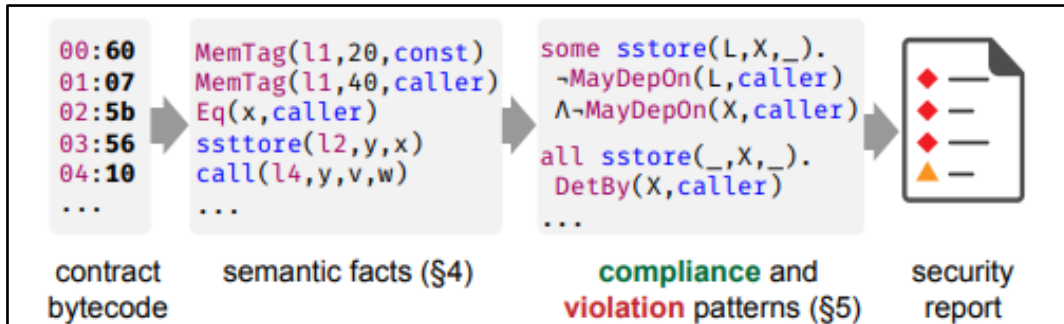 00:60
01:07
02:5b
03:56
04:10
...
MemTag(l1,20,const)
MemTag(l1,40,caller)
Eq(x,caller)
ssttore(l2,y,x)
call(l4,y,v,w)
...
some sstore(L,X,_).
¬MayDepOn(L,caller)
∧¬MayDepOn(X,caller)
all sstore(_,X,_).
DetBy(X,caller)
...
contract
bytecode
semantic facts (§4)
compliance and
violation patterns (§5)
security
report